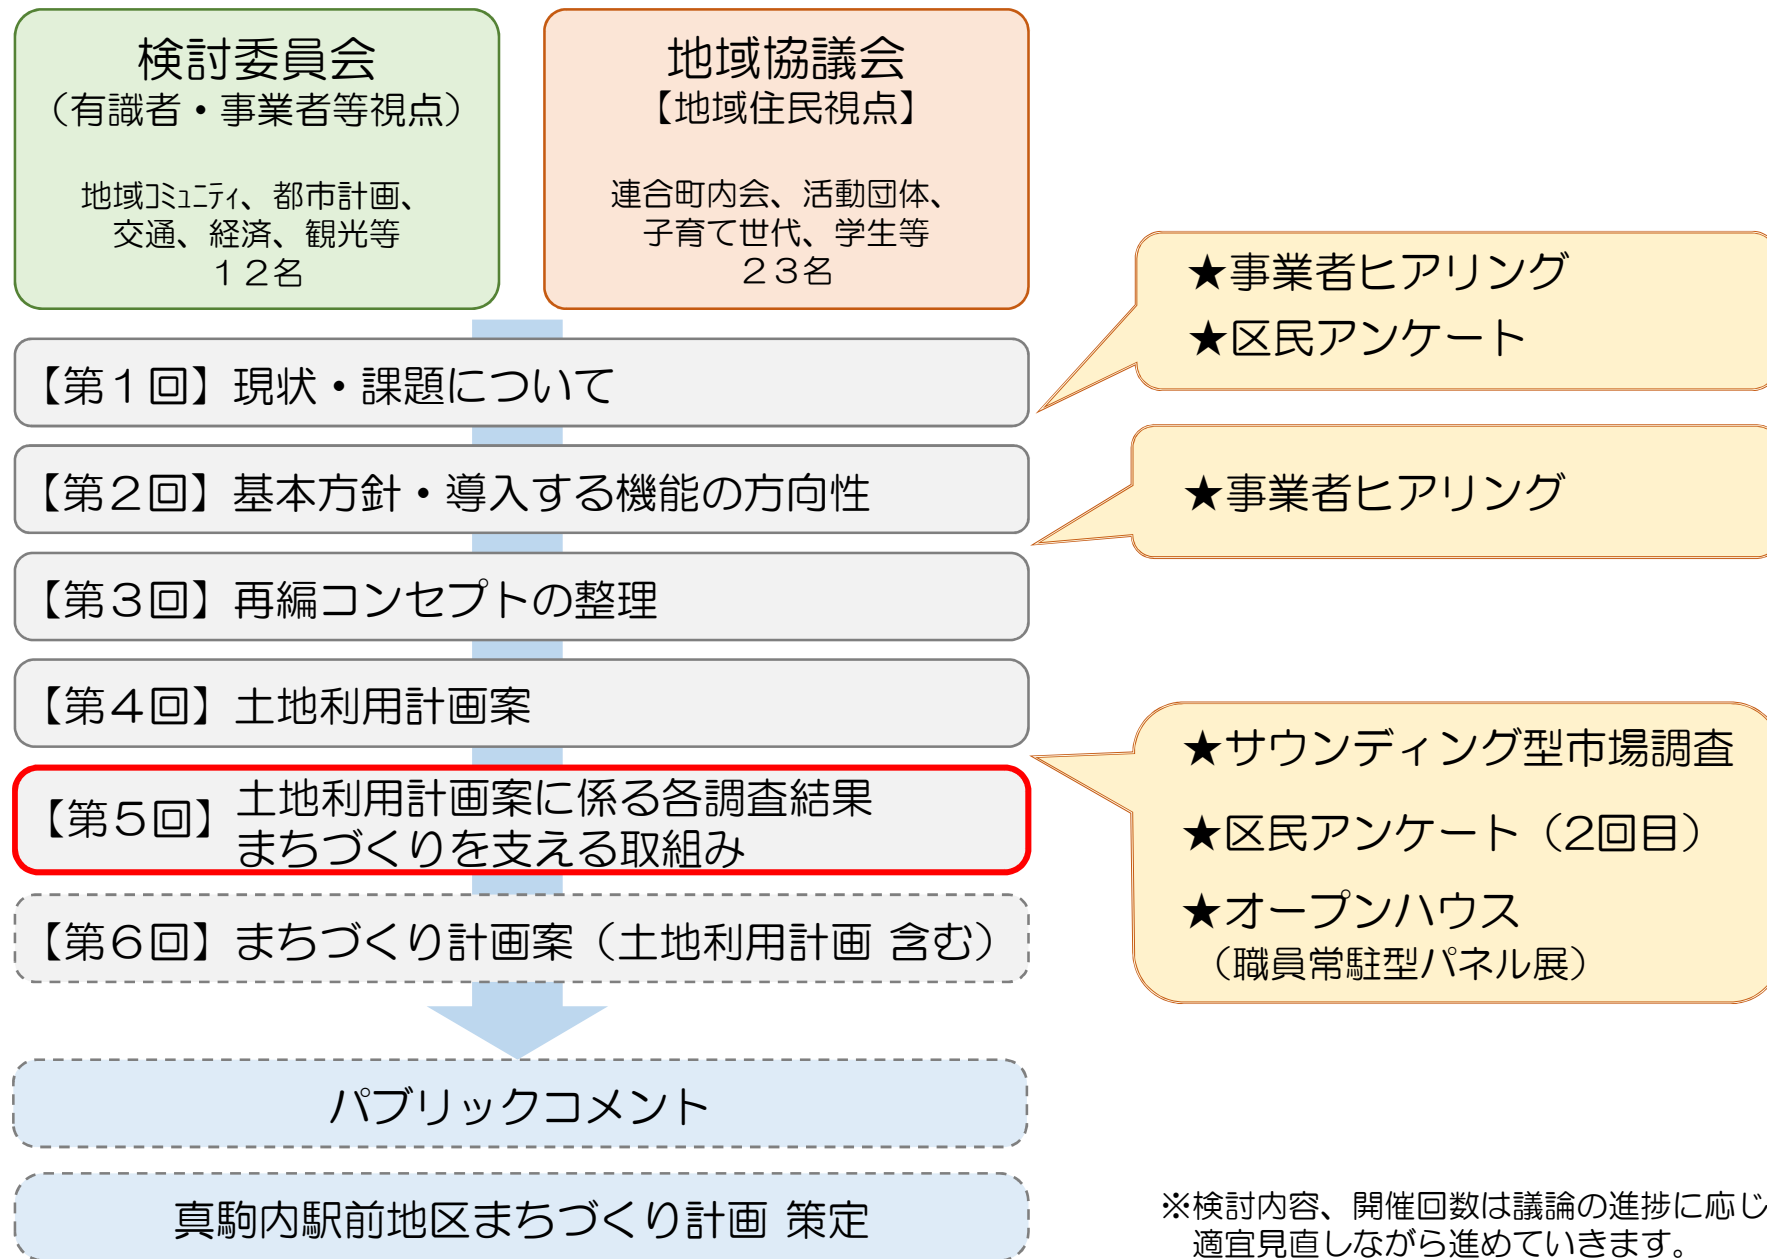 検討委員会
（有識者・事業者等視点）
地域ｺﾐｭﾆﾃｨ、都市計画、
交通、経済、観光等
１２名
地域協議会
【地域住民視点】
連合町内会、活動団体、
子育て世代、学生等
２３名
【第１回】現状・課題について
★事業者ヒアリング
★区民アンケート
【第２回】基本方針・導入する機能の方向性
★事業者ヒアリング
【第３回】再編コンセプトの整理
【第４回】土地利用計画案
【第５回】土地利用計画案に係る各調査結果
まちづくりを支える取組み
★サウンディング型市場調査
★区民アンケート（2回目）
★オープンハウス
（職員常駐型パネル展）
【第６回】まちづくり計画案（土地利用計画 含む）
パブリックコメント
真駒内駅前地区まちづくり計画 策定
※検討内容、開催回数は議論の進捗に応じ
適宜見直しながら進めていきます。